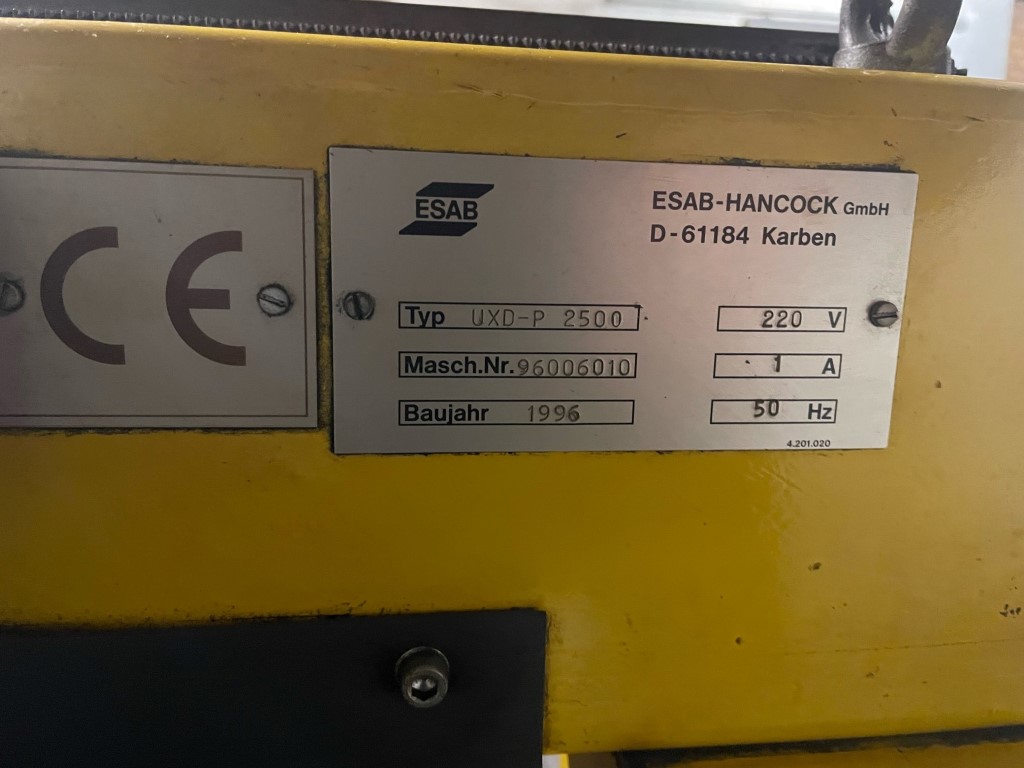 CE
ESAB
ESAB-HANCOCK GmbH
D-61184 Karben
Typ UXD-P 2500
220 V
Masch.Nr. 96006010
1 A
Baujahr 1996
50 Hz
4.201.020